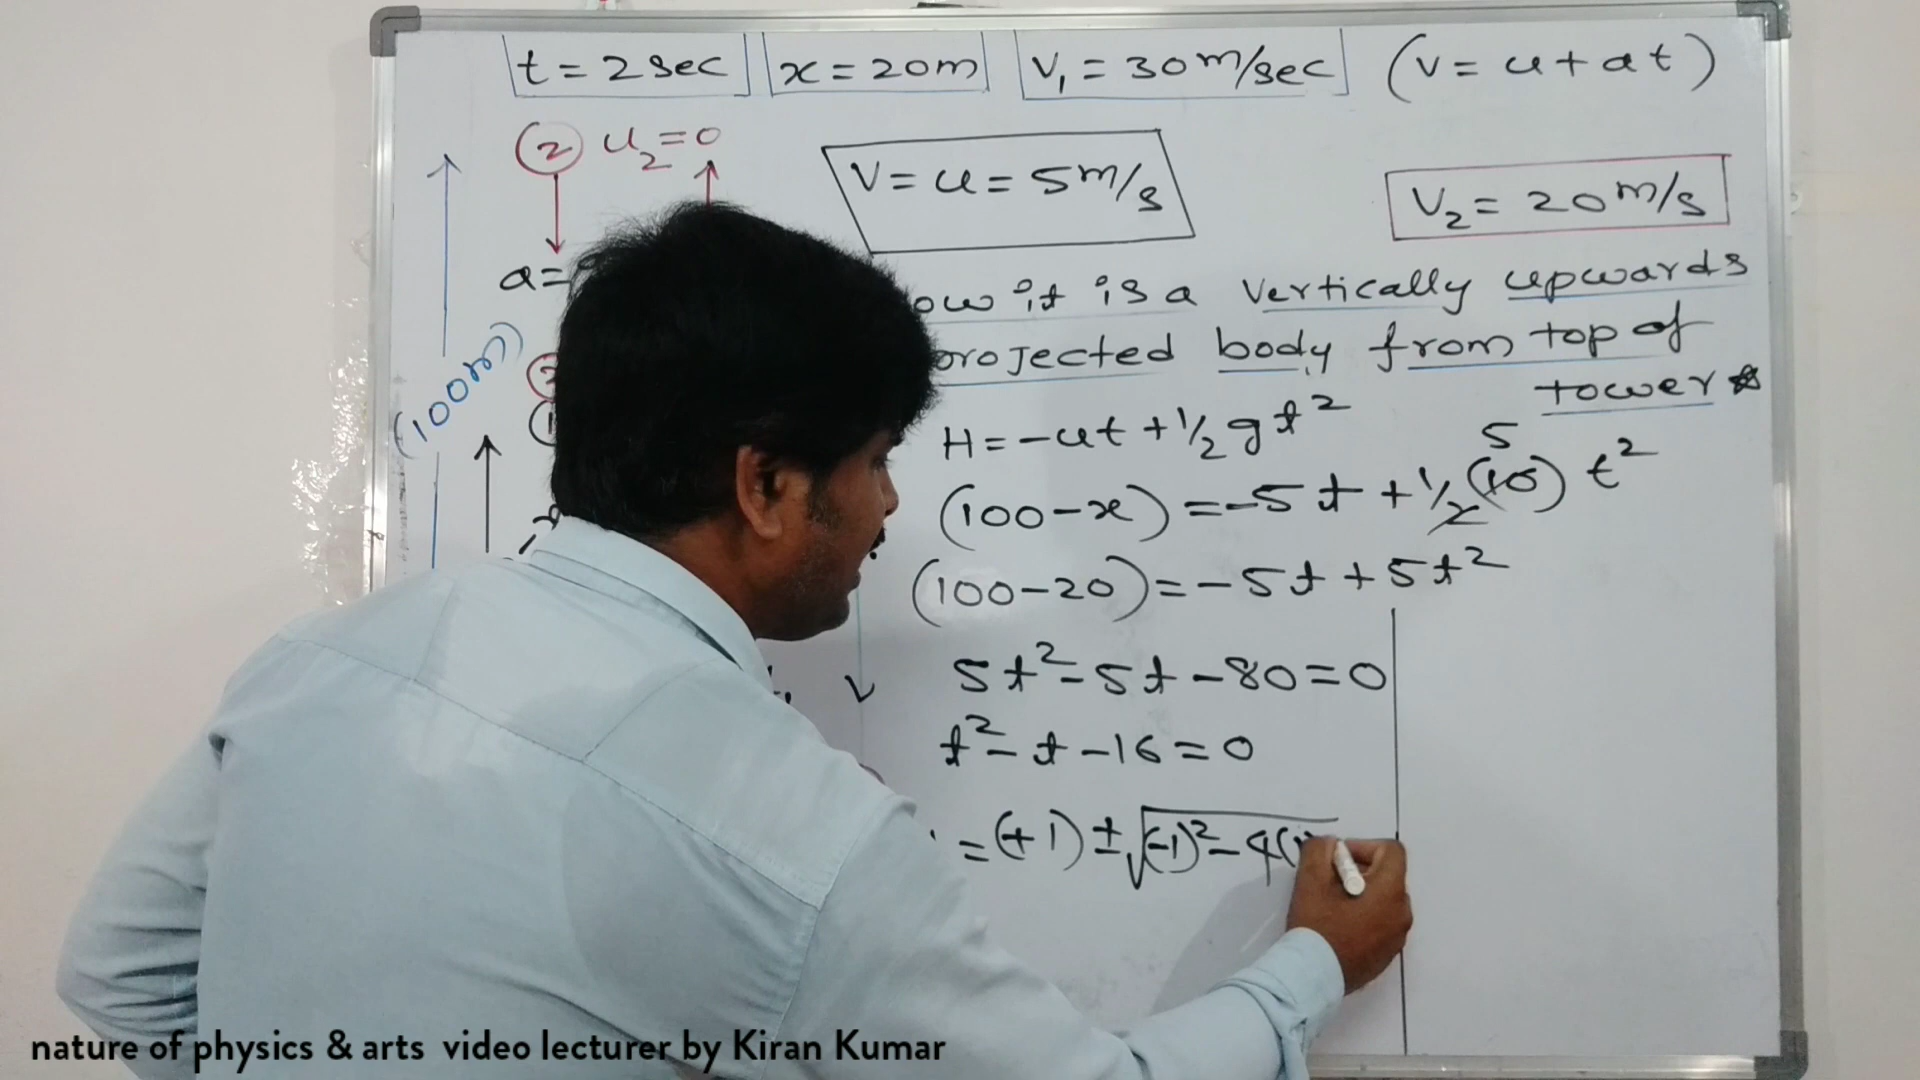 t = 2 sec x = 20m V₁ = 30 m/sec (V = u + at)
② u₂ = 0
V = u = 5 m/s
V₂ = 20 m/s
a =
(100m)
ow it is a vertically upwards
projected body from top of
tower
H = -ut + ½ g t²
5
(100 - x) = -5t + ½ (10) t²
(100 - 20) = -5t + 5t²
5t² - 5t - 80 = 0
t² - t - 16 = 0
= (+1) ± √(-1)² - 4(1)
nature of physics & arts video lecturer by Kiran Kumar